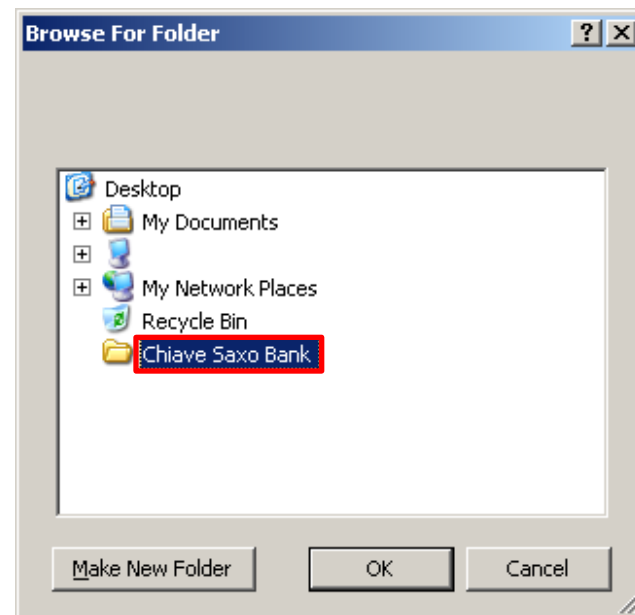 Browse For Folder
Desktop
My Documents
My Network Places
Recycle Bin
Chiave Saxo Bank
Make New Folder OK Cancel